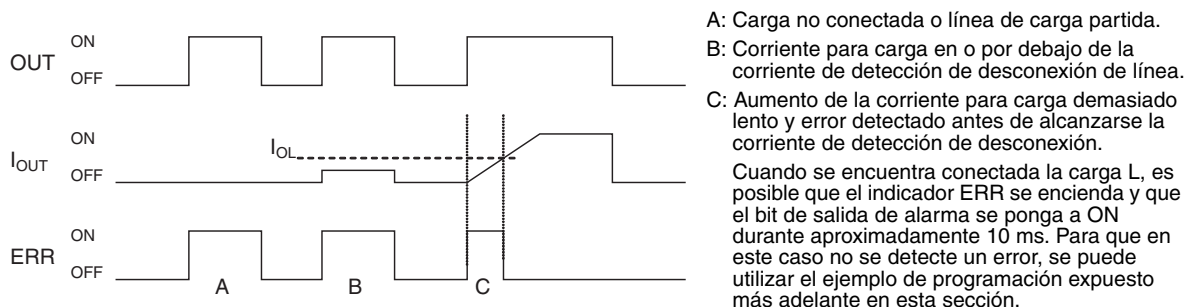 OUT
ON
OFF
I_OUT
ON
OFF
I_OL
ERR
ON
OFF
A
B
C
A: Carga no conectada o línea de carga partida.
B: Corriente para carga en o por debajo de la
corriente de detección de desconexión de línea.
C: Aumento de la corriente para carga demasiado
lento y error detectado antes de alcanzarse la
corriente de detección de desconexión.
Cuando se encuentra conectada la carga L, es
posible que el indicador ERR se encienda y que
el bit de salida de alarma se ponga a ON
durante aproximadamente 10 ms. Para que en
este caso no se detecte un error, se puede
utilizar el ejemplo de programación expuesto
más adelante en esta sección.